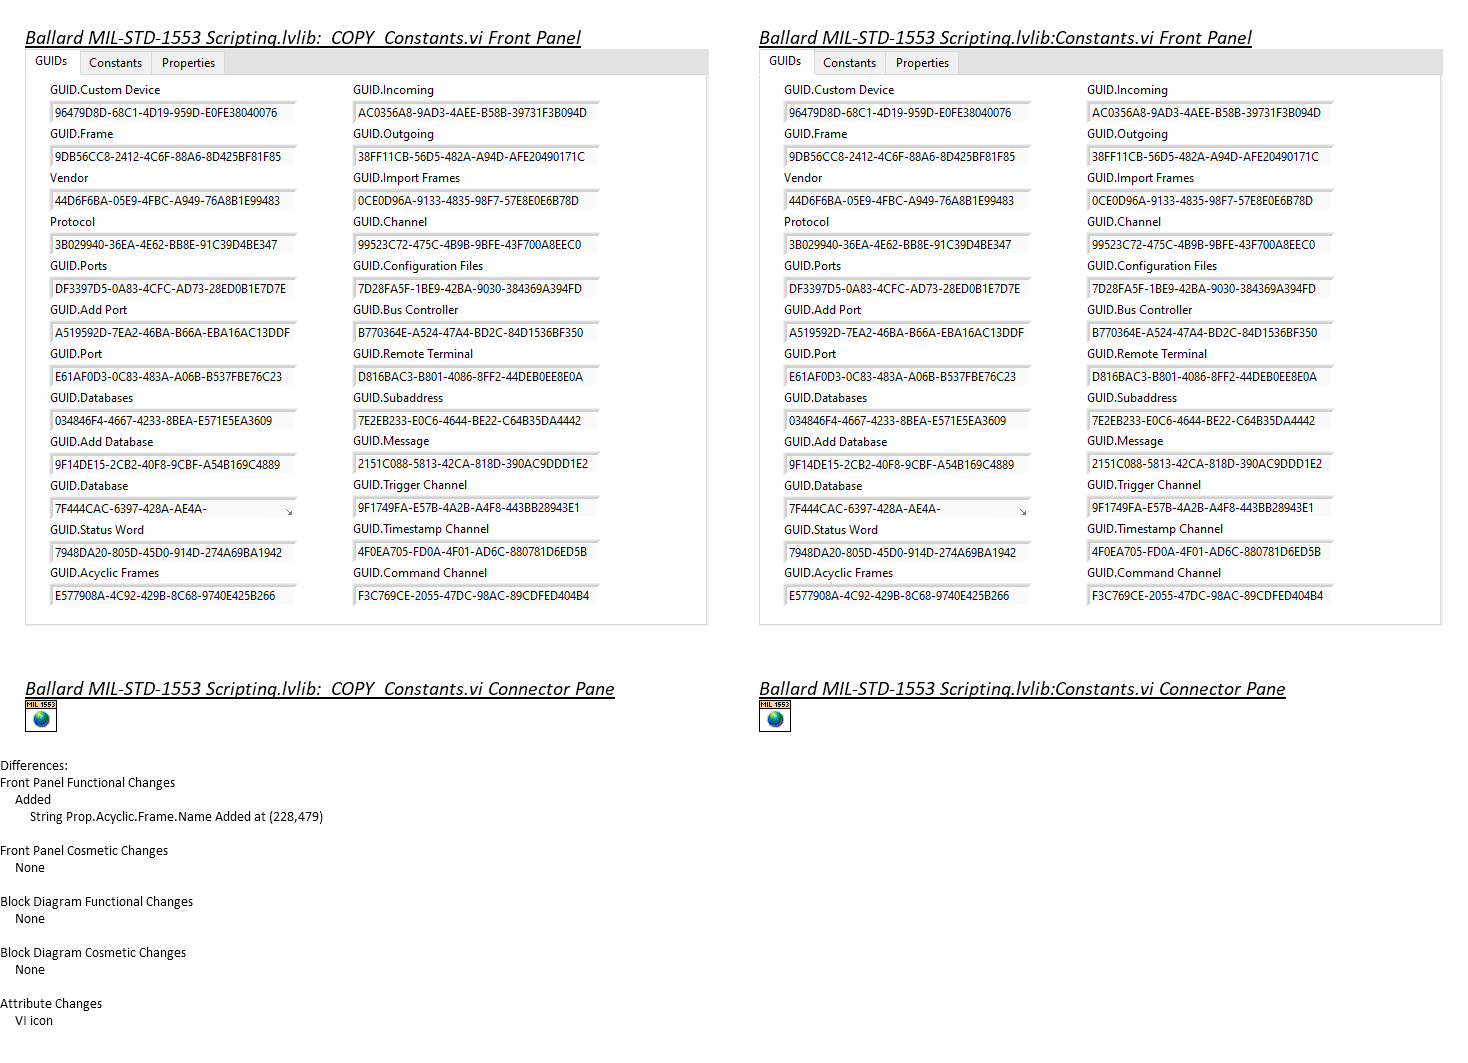 Ballard MIL-STD-1553 Scripting.lvlib:_COPY_Constants.vi Front Panel
GUIDs Constants Properties
GUID.Custom Device GUID.Incoming
96479D8D-68C1-4D19-959D-E0FE38040076 AC0356A8-9AD3-4AEE-B58B-39731F3B094D
GUID.Frame GUID.Outgoing
9DB56CC8-2412-4C6F-88A6-8D425BF81F85 38FF11CB-56D5-482A-A94D-AFE20490171C
Vendor GUID.Import Frames
44D6F6BA-05E9-4FBC-A949-76A8B1E99483 0CE0D96A-9133-4835-98F7-57E8E0E6B78D
Protocol GUID.Channel
3B029940-36EA-4E62-BB8E-91C39D4BE347 99523C72-475C-4B9B-9BFE-43F700A8EEC0
GUID.Ports GUID.Configuration Files
DF3397D5-0A83-4CFC-AD73-28ED0B1E7D7E 7D28FA5F-1BE9-42BA-9030-384369A394FD
GUID.Add Port GUID.Bus Controller
A519592D-7EA2-46BA-B66A-EBA16AC13DDF B770364E-A524-47A4-BD2C-84D1536BF350
GUID.Port GUID.Remote Terminal
E61AF0D3-0C83-483A-A06B-B537FBE76C23 D816BAC3-B801-4086-8FF2-44DEB0EE8E0A
GUID.Databases GUID.Subaddress
034846F4-4667-4233-8BEA-E571E5EA3609 7E2EB233-E0C6-4644-BE22-C64B35DA4442
GUID.Add Database GUID.Message
9F14DE15-2CB2-40F8-9CBF-A54B169C4889 2151C088-5813-42CA-818D-390AC9DDD1E2
GUID.Database GUID.Trigger Channel
7F444CAC-6397-428A-AE4A- 9F1749FA-E57B-4A2B-A4F8-443BB28943E1
GUID.Status Word GUID.Timestamp Channel
7948DA20-805D-45D0-914D-274A69BA1942 4F0EA705-FD0A-4F01-AD6C-880781D6ED5B
GUID.Acyclic Frames GUID.Command Channel
E577908A-4C92-429B-8C68-9740E425B266 F3C769CE-2055-47DC-98AC-89CDFED404B4
Ballard MIL-STD-1553 Scripting.lvlib:Constants.vi Front Panel
GUIDs Constants Properties
GUID.Custom Device GUID.Incoming
96479D8D-68C1-4D19-959D-E0FE38040076 AC0356A8-9AD3-4AEE-B58B-39731F3B094D
GUID.Frame GUID.Outgoing
9DB56CC8-2412-4C6F-88A6-8D425BF81F85 38FF11CB-56D5-482A-A94D-AFE20490171C
Vendor GUID.Import Frames
44D6F6BA-05E9-4FBC-A949-76A8B1E99483 0CE0D96A-9133-4835-98F7-57E8E0E6B78D
Protocol GUID.Channel
3B029940-36EA-4E62-BB8E-91C39D4BE347 99523C72-475C-4B9B-9BFE-43F700A8EEC0
GUID.Ports GUID.Configuration Files
DF3397D5-0A83-4CFC-AD73-28ED0B1E7D7E 7D28FA5F-1BE9-42BA-9030-384369A394FD
GUID.Add Port GUID.Bus Controller
A519592D-7EA2-46BA-B66A-EBA16AC13DDF B770364E-A524-47A4-BD2C-84D1536BF350
GUID.Port GUID.Remote Terminal
E61AF0D3-0C83-483A-A06B-B537FBE76C23 D816BAC3-B801-4086-8FF2-44DEB0EE8E0A
GUID.Databases GUID.Subaddress
034846F4-4667-4233-8BEA-E571E5EA3609 7E2EB233-E0C6-4644-BE22-C64B35DA4442
GUID.Add Database GUID.Message
9F14DE15-2CB2-40F8-9CBF-A54B169C4889 2151C088-5813-42CA-818D-390AC9DDD1E2
GUID.Database GUID.Trigger Channel
7F444CAC-6397-428A-AE4A- 9F1749FA-E57B-4A2B-A4F8-443BB28943E1
GUID.Status Word GUID.Timestamp Channel
7948DA20-805D-45D0-914D-274A69BA1942 4F0EA705-FD0A-4F01-AD6C-880781D6ED5B
GUID.Acyclic Frames GUID.Command Channel
E577908A-4C92-429B-8C68-9740E425B266 F3C769CE-2055-47DC-98AC-89CDFED404B4
Ballard MIL-STD-1553 Scripting.lvlib:_COPY_Constants.vi Connector Pane
MIL 1553
Ballard MIL-STD-1553 Scripting.lvlib:Constants.vi Connector Pane
MIL 1553
Differences:
Front Panel Functional Changes
Added
String Prop.Acyclic.Frame.Name Added at (228,479)
Front Panel Cosmetic Changes
None
Block Diagram Functional Changes
None
Block Diagram Cosmetic Changes
None
Attribute Changes
VI icon